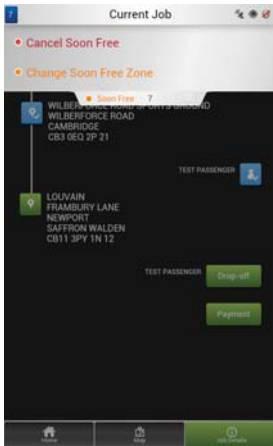 7
Current Job
Cancel Soon Free
Change Soon Free Zone
Soon Free 7
WILBERFORCE ROAD SPORTS GROUND
WILBERFORCE ROAD
CAMBRIDGE
CB3 0EQ 2P 21
TEST PASSENGER
LOUVAIN
FRAMBURY LANE
NEWPORT
SAFFRON WALDEN
CB11 3PY 1N 12
TEST PASSENGER
Drop-off
Payment
Home
Map
Job Details